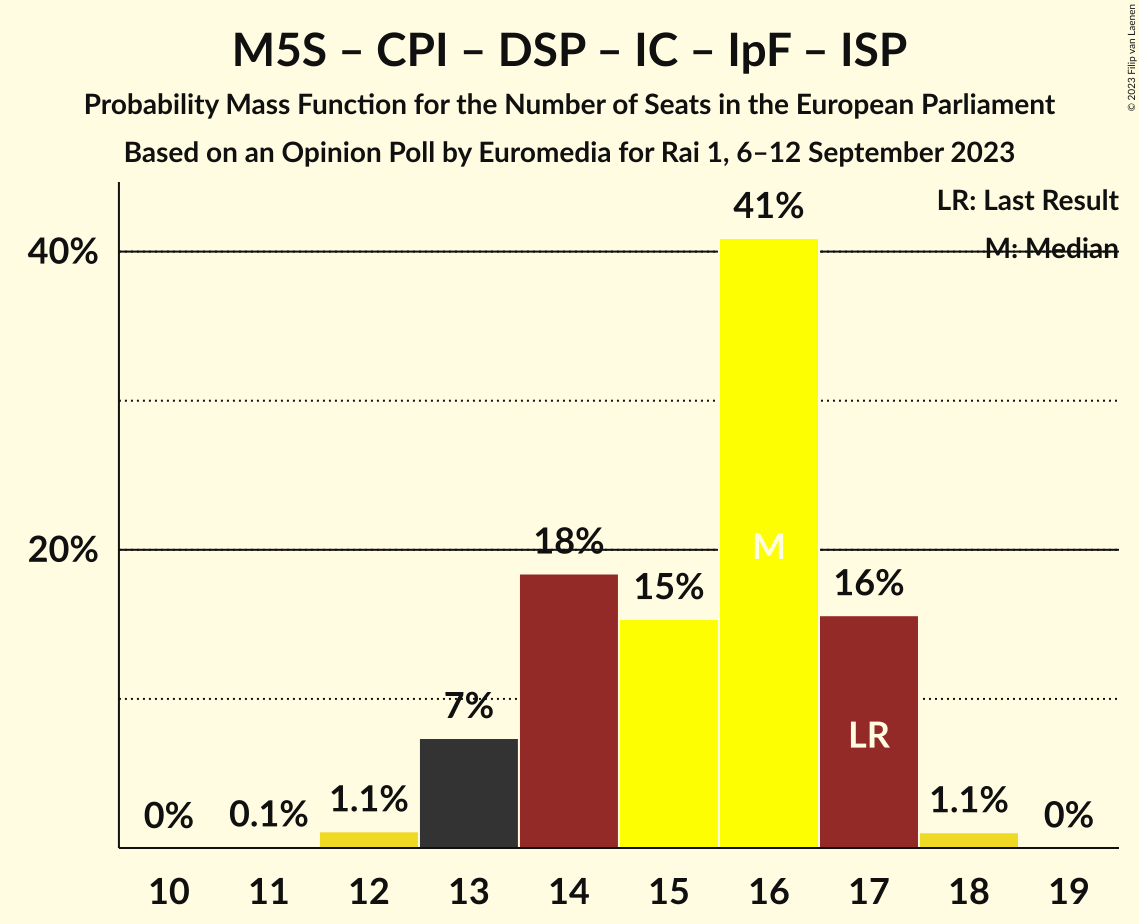 M5S – CPI – DSP – IC – IpF – ISP
Probability Mass Function for the Number of Seats in the European Parliament
Based on an Opinion Poll by Euromedia for Rai 1, 6–12 September 2023
© 2023 Filip van Laenen
LR: Last Result
M: Median
40%
20%
0%
0.1%
1.1%
7%
18%
15%
41%
16%
1.1%
0%
M
LR
10 11 12 13 14 15 16 17 18 19